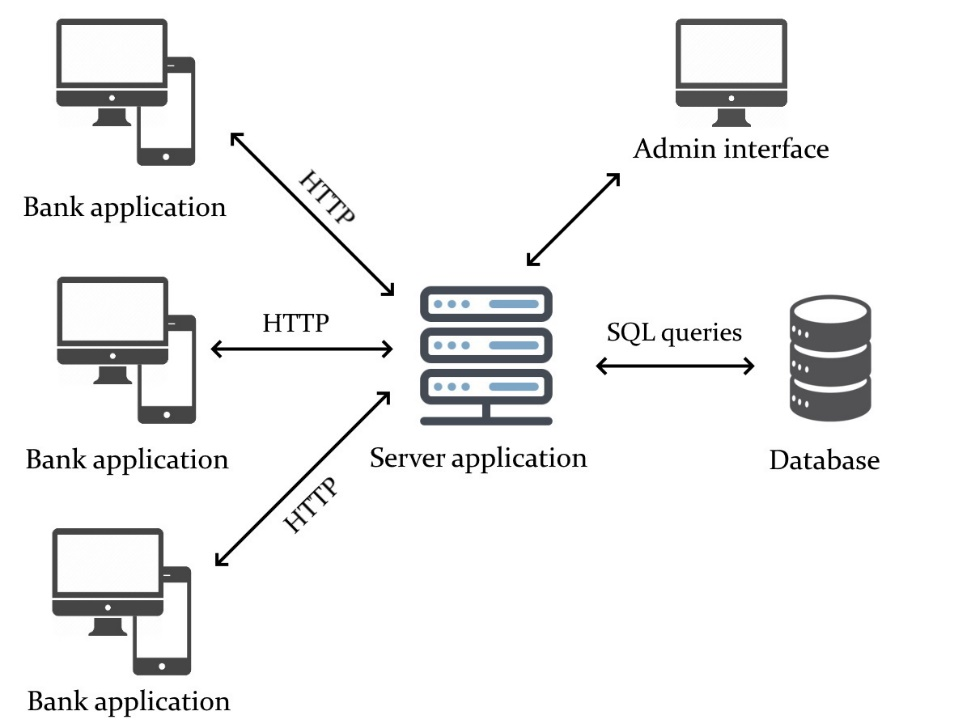 Admin interface
Bank application
HTTP
HTTP
SQL queries
Bank application
Server application
Database
HTTP
Bank application